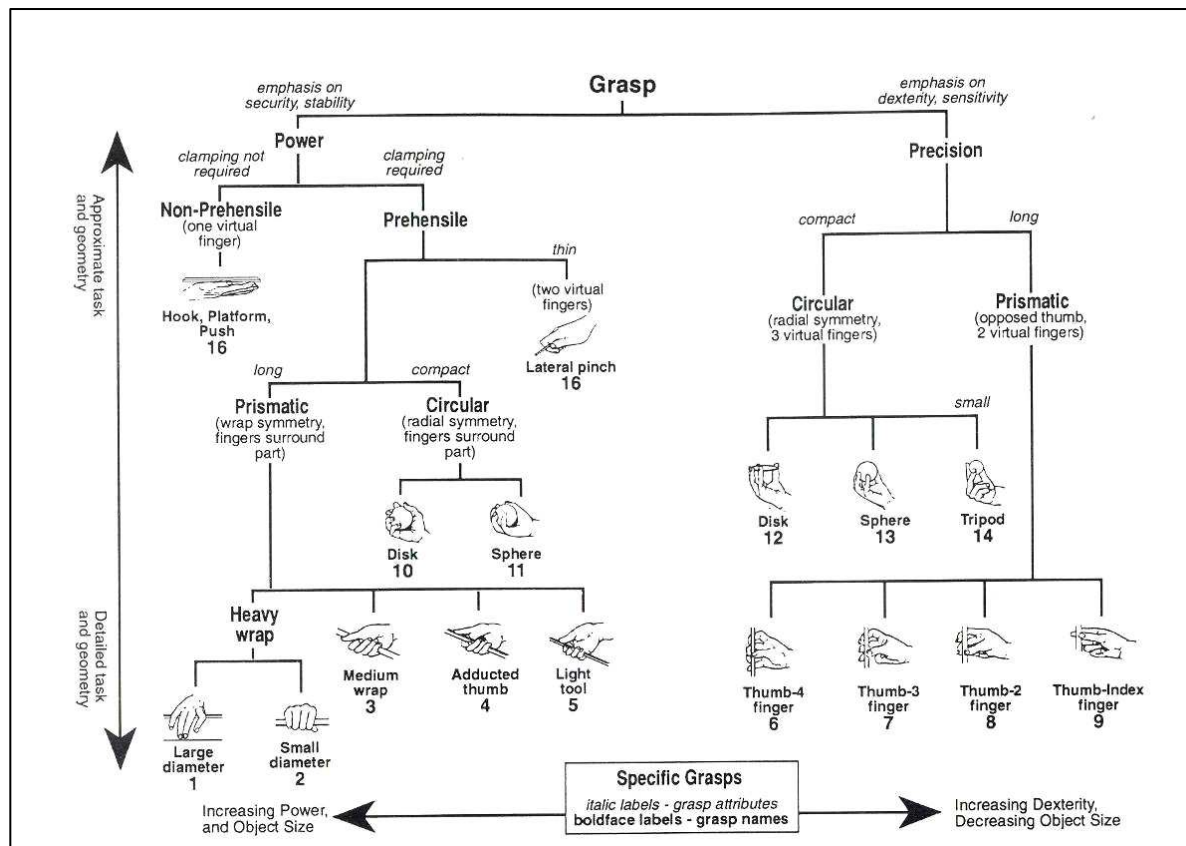 Grasp
emphasis on
security, stability
emphasis on
dexterity, sensitivity
Power
clamping not
required
clamping
required
Non-Prehensile
(one virtual
finger)
Hook, Platform,
Push
16
Prehensile
thin
(two virtual
fingers)
Lateral pinch
16
long
Prismatic
(wrap symmetry,
fingers surround
part)
compact
Circular
(radial symmetry,
fingers surround
part)
Disk
10
Sphere
11
Heavy
wrap
Large
diameter
1
Small
diameter
2
Medium
wrap
3
Adducted
thumb
4
Light
tool
5
Precision
compact
long
Circular
(radial symmetry,
3 virtual fingers)
Prismatic
(opposed thumb,
2 virtual fingers)
small
Disk
12
Sphere
13
Tripod
14
Thumb-4
finger
6
Thumb-3
finger
7
Thumb-2
finger
8
Thumb-Index
finger
9
Approximate task
and geometry
Detailed task
and geometry
Increasing Power,
and Object Size
Specific Grasps
italic labels - grasp attributes
boldface labels - grasp names
Increasing Dexterity,
Decreasing Object Size